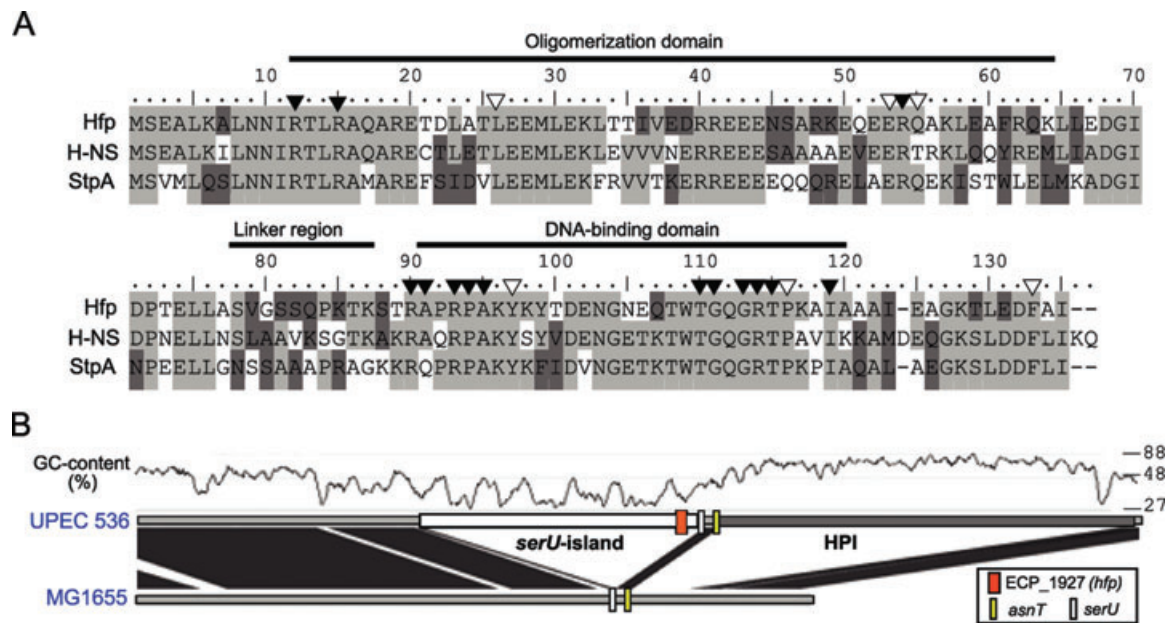 A
Oligomerization domain
10 20 30 40 50 60 70
Hfp MSEALKALNNIRTLRAQARETDLATLEEMLEKLTTIVEDRREEENSARKEQEERQAKLEAFRQKLLEDGI
H-NS MSEALKILNNIRTLRAQARECTLETLEEMLEKLEVVVNERREEESAAAAEVEERTRKLQQYREMLIADGI
StpA MSVMLQSLNNIRTLRAMAREFSIDVLEEMLEKFRVVTKERREEEEQQQRELAERQEKISTWLELMKADGI
Linker region DNA-binding domain
80 90 100 110 120 130
Hfp DPTELLASVGSSQPKTKSTRAPRPAKYKYTDENGNEQTWTGQGRTPKAIAAAI-EAGKTLEDFAI--
H-NS DPNELLNSLAAVKSGTKAKRAQRPAKYSYVDENGETKTWTGQGRTPAVIKKAMDEQGKSLDDFLIKQ
StpA NPEELLGNSSAAAPRAGKKRQPRPAKYKFIDVNGETKTWTGQGRTPKPIAQAL-AEGKSLDDFLI--
B
GC-content (%)
88
48
27
UPEC 536
serU-island HPI
MG1655
ECP_1927 (hfp)
asnT serU